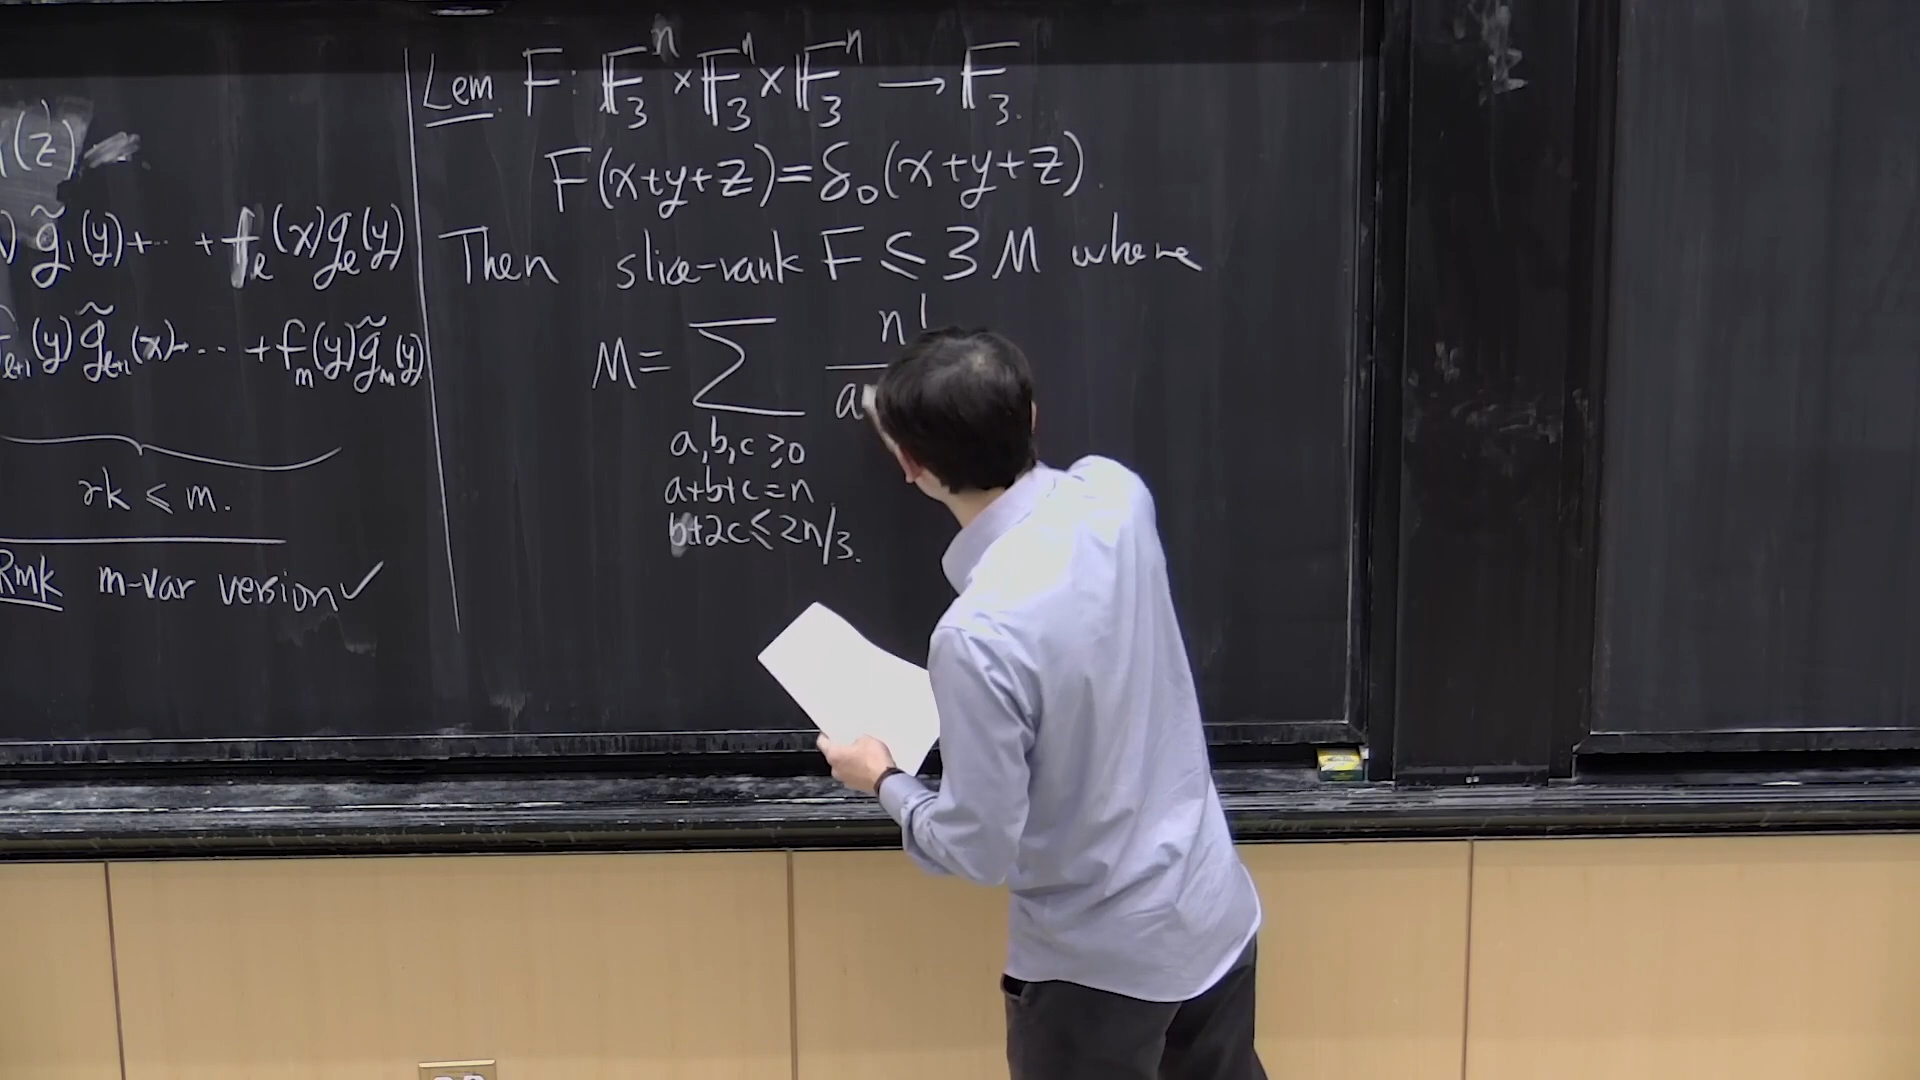 (z)
g̃₁(y)+⋯+f_ℓ(x)g_ℓ(y)
f_{ℓ+1}(y)g̃_{ℓ+1}(x)+⋯+f_m(y)g̃_m(y)
rk ⩽ m.
Rmk m-var version ✓
Lem F: 𝔽₃ⁿ × 𝔽₃ⁿ × 𝔽₃ⁿ ⟶ 𝔽₃.
F(x+y+z)=δ₀(x+y+z).
Then slice-rank F ⩽ 3M where
M= ∑ n! / a
a,b,c ⩾0
a+b+c=n
b+2c⩽2n/3.